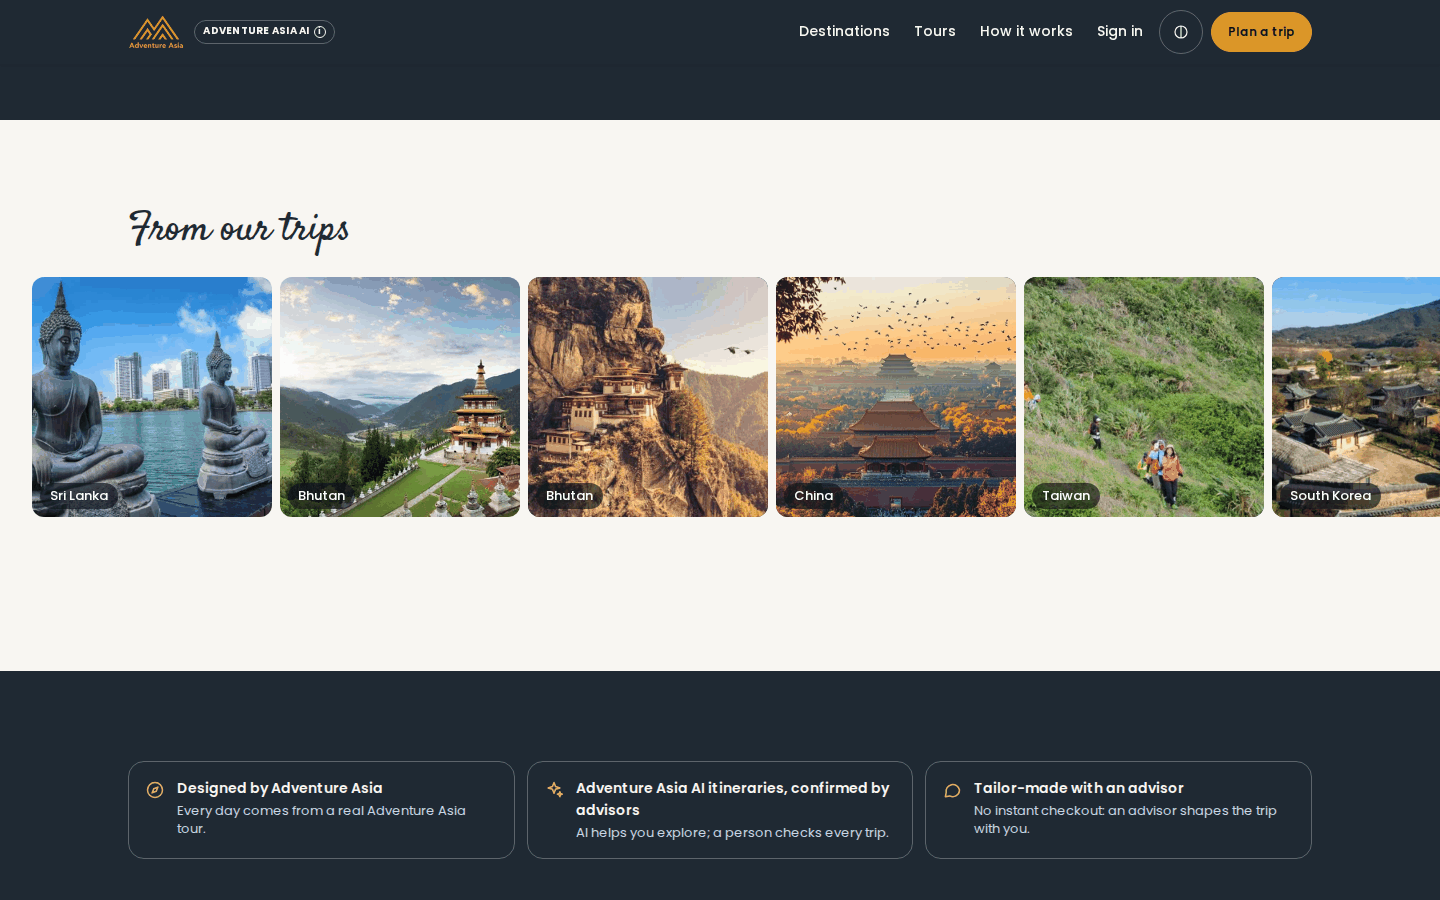 Adventure Asia
ADVENTURE ASIA AI
Destinations
Tours
How it works
Sign in
Plan a trip
From our trips
Sri Lanka
Bhutan
Bhutan
China
Taiwan
South Korea
Designed by Adventure Asia
Every day comes from a real Adventure Asia
tour.
Adventure Asia AI itineraries, confirmed by
advisors
AI helps you explore; a person checks every trip.
Tailor-made with an advisor
No instant checkout: an advisor shapes the trip
with you.